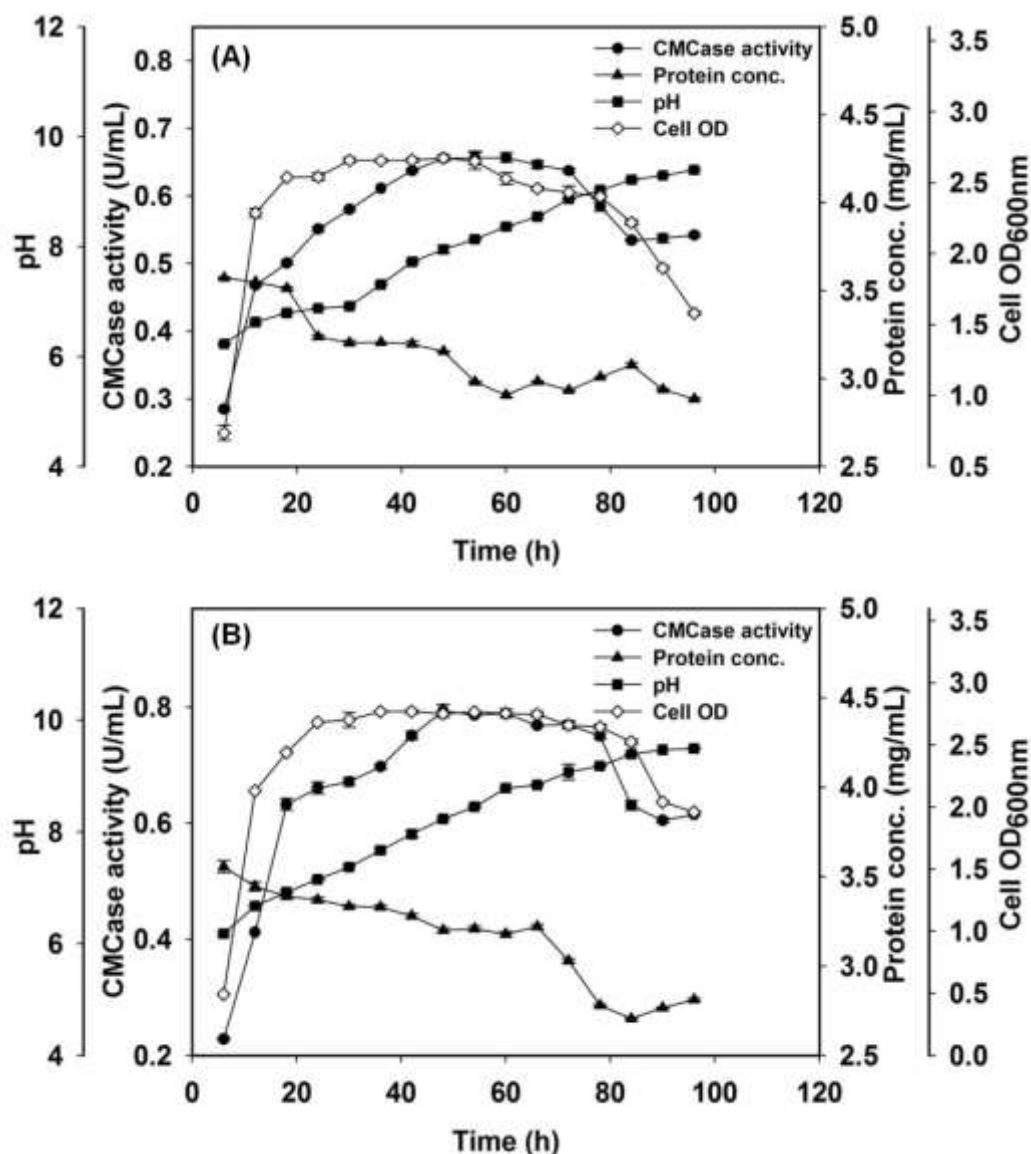 (A)
CMCase activity
Protein conc.
pH
Cell OD
12
10
8
6
4
pH
0.8
0.7
0.6
0.5
0.4
0.3
0.2
CMCase activity (U/mL)
5.0
4.5
4.0
3.5
3.0
2.5
Protein conc. (mg/mL)
3.5
3.0
2.5
2.0
1.5
1.0
0.5
Cell OD600nm
0 20 40 60 80 100 120
Time (h)
(B)
CMCase activity
Protein conc.
pH
Cell OD
12
10
8
6
4
pH
0.8
0.6
0.4
0.2
CMCase activity (U/mL)
5.0
4.5
4.0
3.5
3.0
2.5
Protein conc. (mg/mL)
3.5
3.0
2.5
2.0
1.5
1.0
0.5
0.0
Cell OD600nm
0 20 40 60 80 100 120
Time (h)